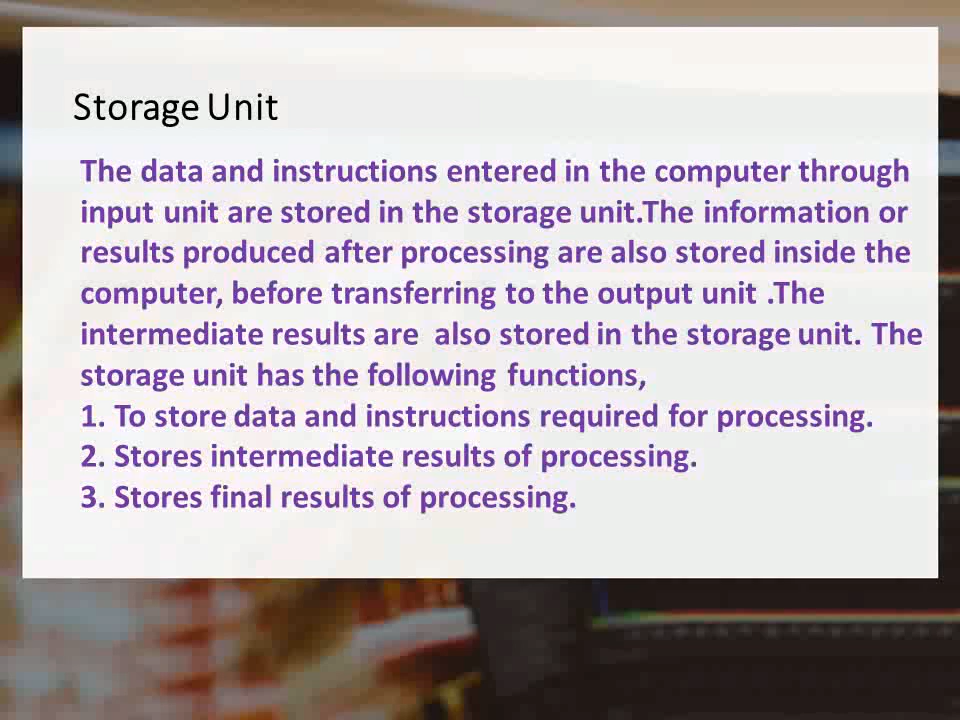 Storage Unit
The data and instructions entered in the computer through
input unit are stored in the storage unit.The information or
results produced after processing are also stored inside the
computer, before transferring to the output unit .The
intermediate results are  also stored in the storage unit. The
storage unit has the following functions,
1. To store data and instructions required for processing.
2. Stores intermediate results of processing.
3. Stores final results of processing.